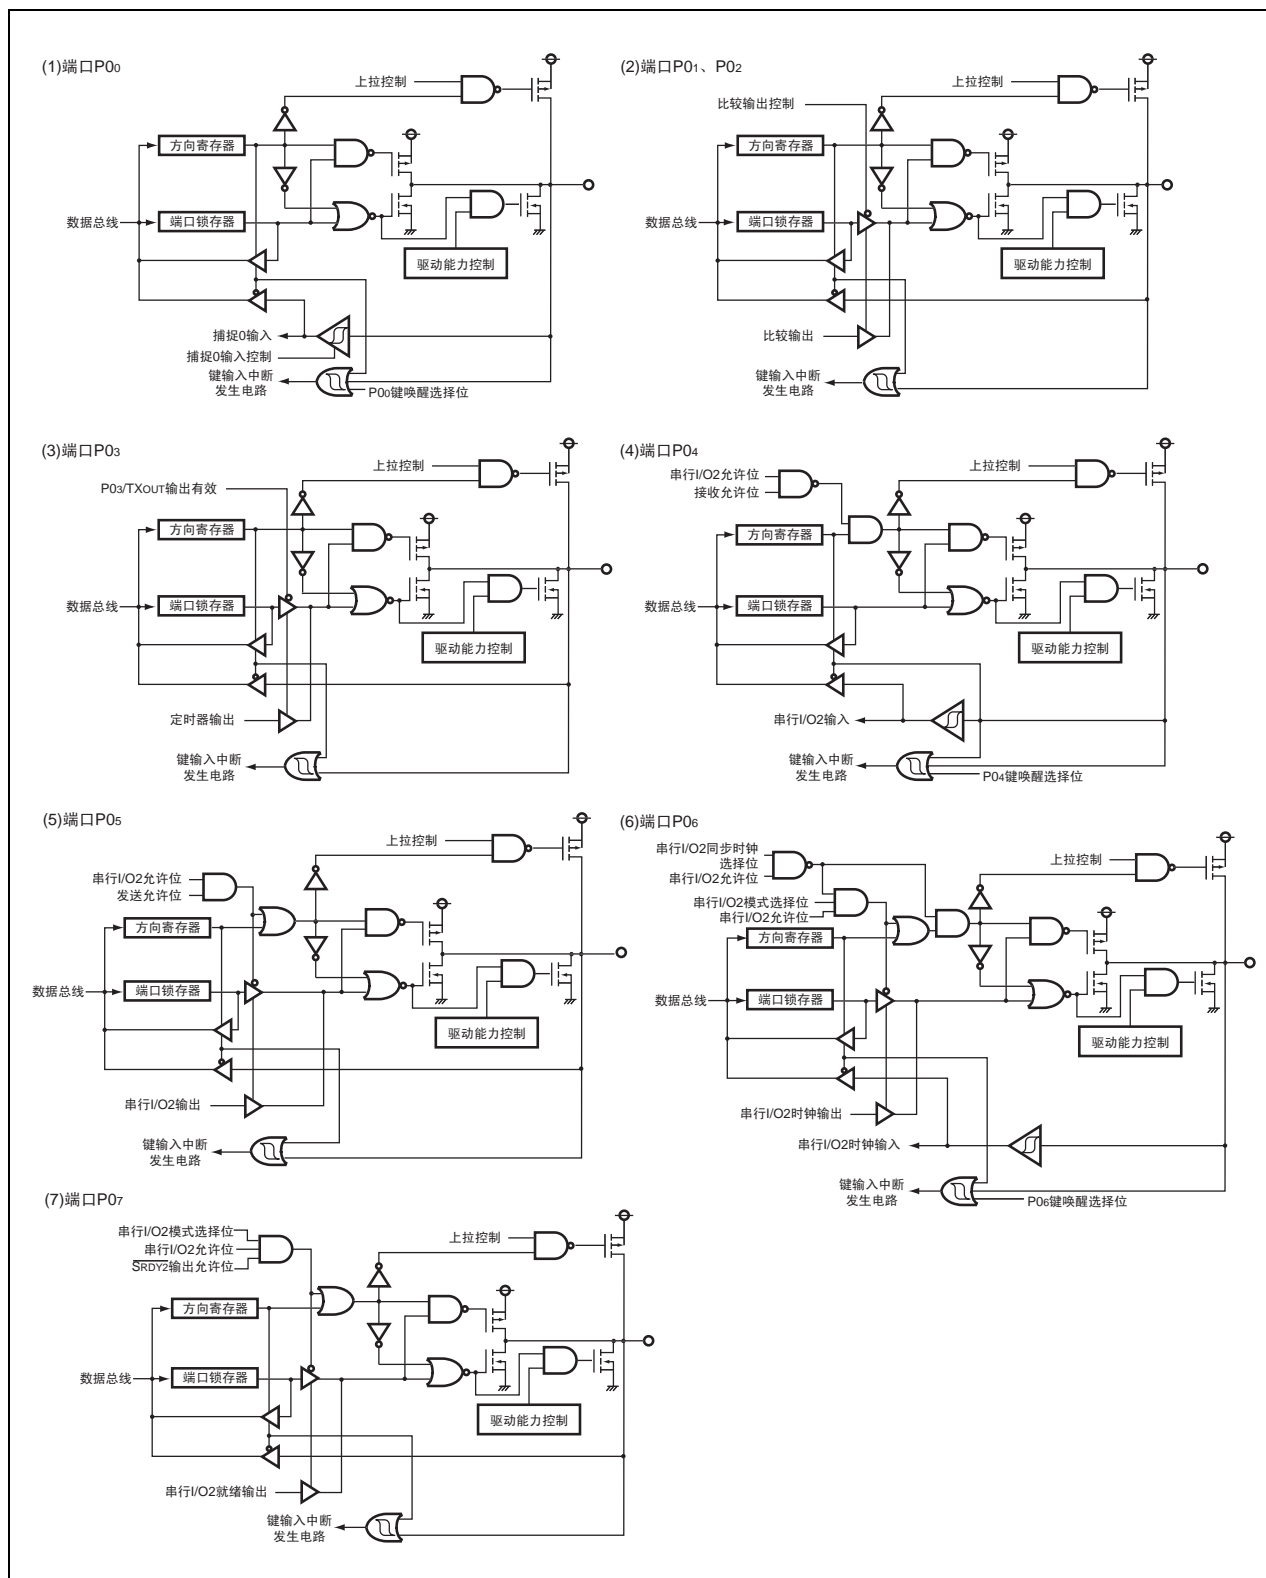 (1)端口P00
上拉控制
方向寄存器
数据总线
端口锁存器
驱动能力控制
捕捉0输入
捕捉0输入控制
键输入中断
发生电路
P00键唤醒选择位
(2)端口P01、P02
上拉控制
比较输出控制
方向寄存器
数据总线
端口锁存器
驱动能力控制
比较输出
键输入中断
发生电路
(3)端口P03
上拉控制
P03/TXOUT输出有效
方向寄存器
数据总线
端口锁存器
驱动能力控制
定时器输出
键输入中断
发生电路
(4)端口P04
串行I/O2允许位
接收允许位
上拉控制
方向寄存器
数据总线
端口锁存器
驱动能力控制
串行I/O2输入
键输入中断
发生电路
P04键唤醒选择位
(5)端口P05
上拉控制
串行I/O2允许位
发送允许位
方向寄存器
数据总线
端口锁存器
驱动能力控制
串行I/O2输出
键输入中断
发生电路
(6)端口P06
串行I/O2同步时钟
选择位
串行I/O2允许位
上拉控制
串行I/O2模式选择位
串行I/O2允许位
方向寄存器
数据总线
端口锁存器
驱动能力控制
串行I/O2时钟输出
串行I/O2时钟输入
键输入中断
发生电路
P06键唤醒选择位
(7)端口P07
串行I/O2模式选择位
串行I/O2允许位
SRDY2输出允许位
上拉控制
方向寄存器
数据总线
端口锁存器
驱动能力控制
串行I/O2就绪输出
键输入中断
发生电路